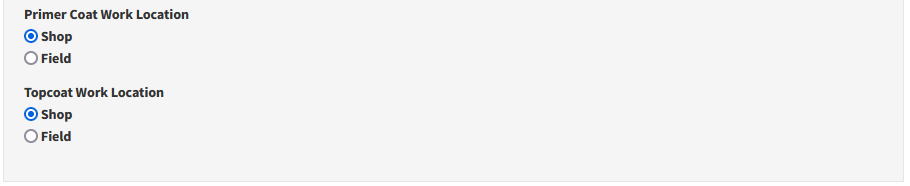 Primer Coat Work Location
Shop
Field
Topcoat Work Location
Shop
Field